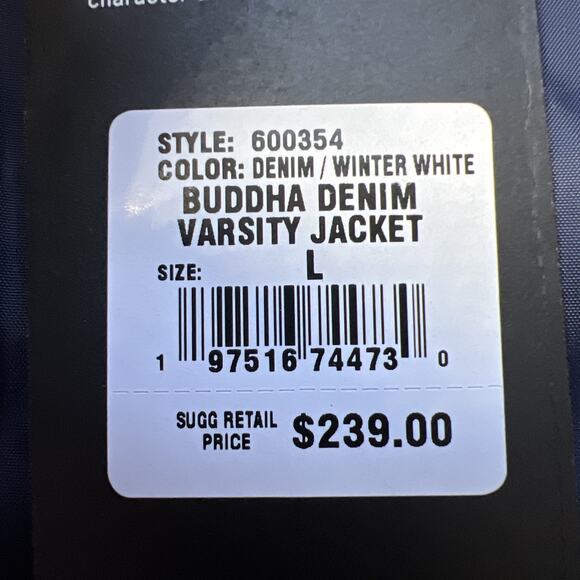 STYLE: 600354
COLOR: DENIM / WINTER WHITE
BUDDHA DENIM
VARSITY JACKET
SIZE: L
1 97516 74473 0
SUGG RETAIL
PRICE $239.00